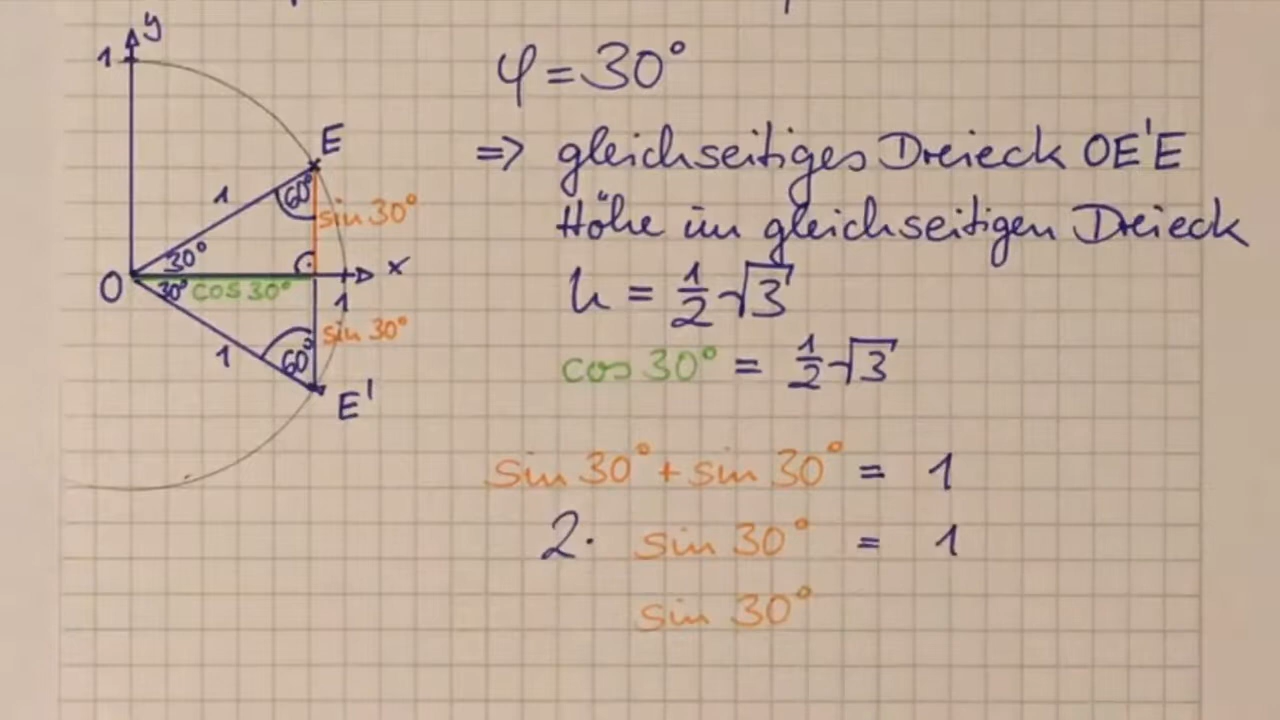 y
1
φ = 30°
E
⇒ gleichseitiges Dreieck OE'E
1
60°
sin 30°
Höhe im gleichseitigen Dreieck
30°
x
O
30°
cos 30°
1
h = 1/2 √3
sin 30°
1
60°
cos 30° = 1/2 √3
E'
sin 30° + sin 30° = 1
2 · sin 30° = 1
sin 30°